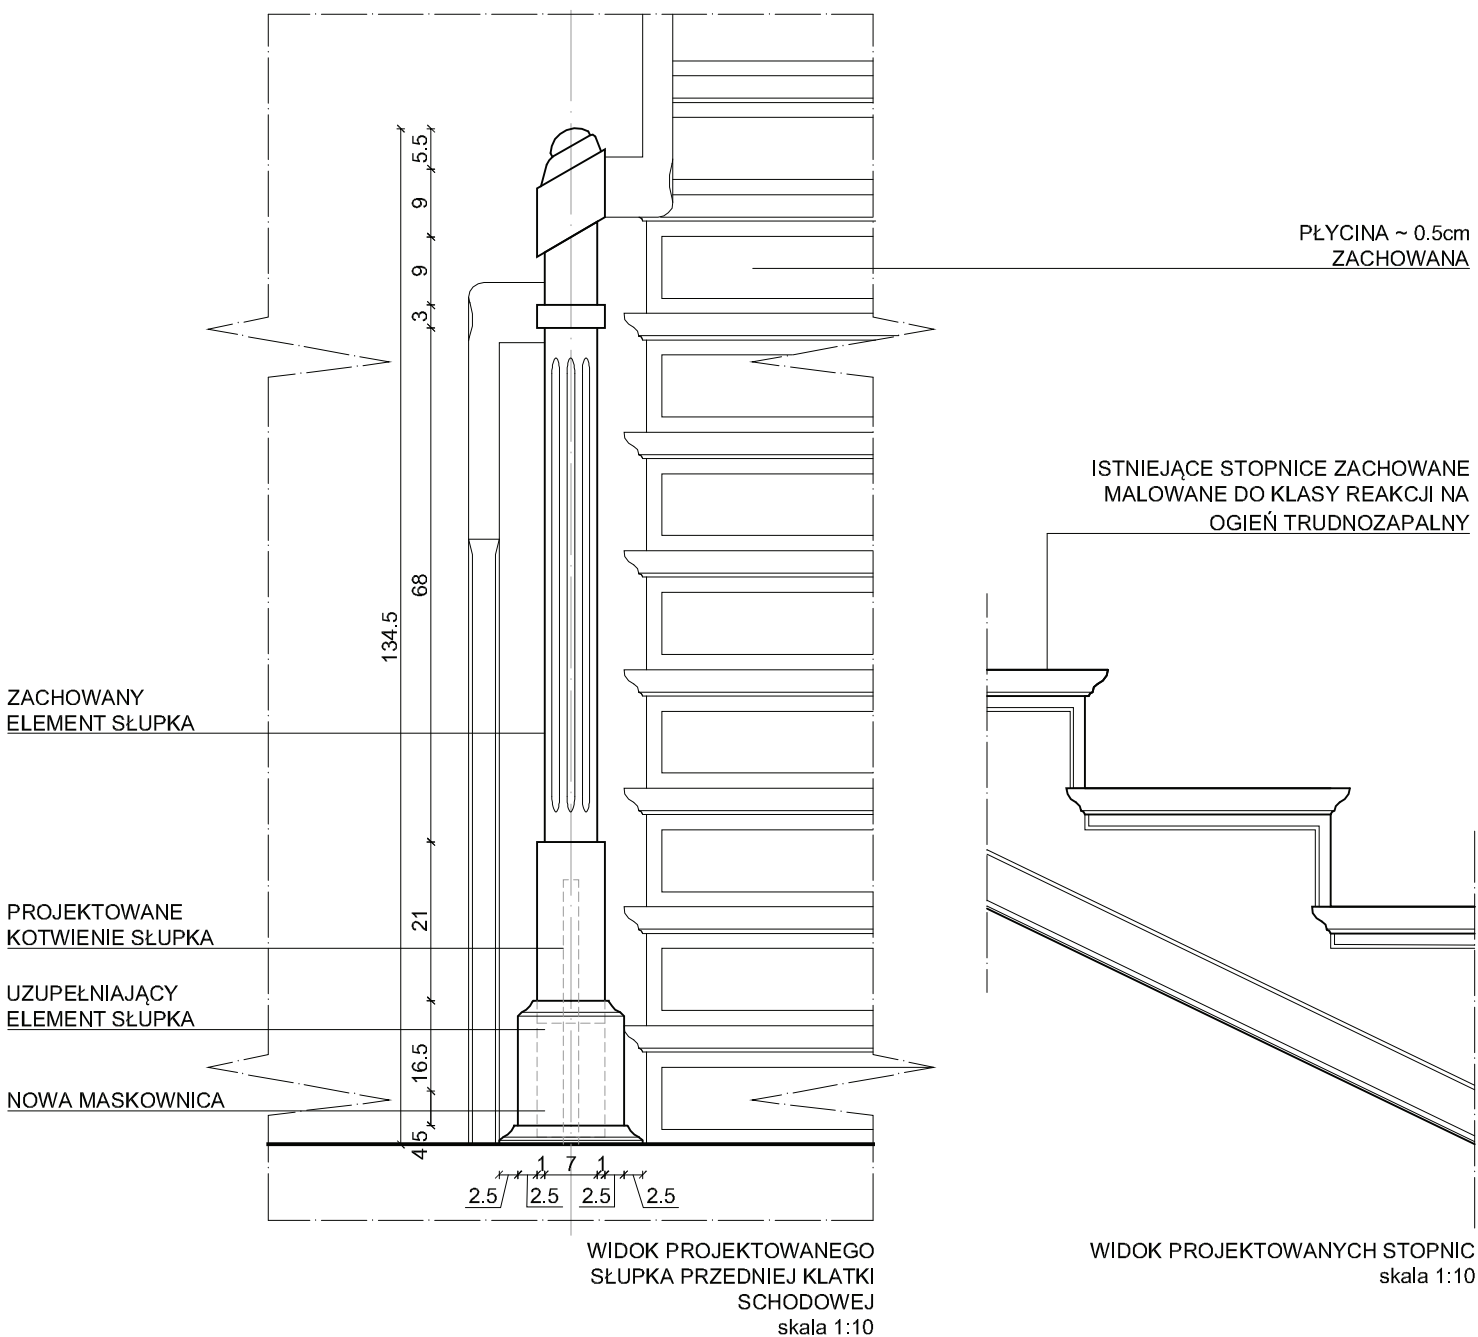 5.5
9
9
3
68
134.5
21
16.5
4.5
1 7 1
2.5 2.5 2.5 2.5
PŁYCINA ~ 0.5cm
ZACHOWANA
ISTNIEJĄCE STOPNICE ZACHOWANE
MALOWANE DO KLASY REAKCJI NA
OGIEŃ TRUDNOZAPALNY
ZACHOWANY
ELEMENT SŁUPKA
PROJEKTOWANE
KOTWIENIE SŁUPKA
UZUPEŁNIAJĄCY
ELEMENT SŁUPKA
NOWA MASKOWNICA
WIDOK PROJEKTOWANEGO
SŁUPKA PRZEDNIEJ KLATKI
SCHODOWEJ
skala 1:10
WIDOK PROJEKTOWANYCH STOPNIC
skala 1:10